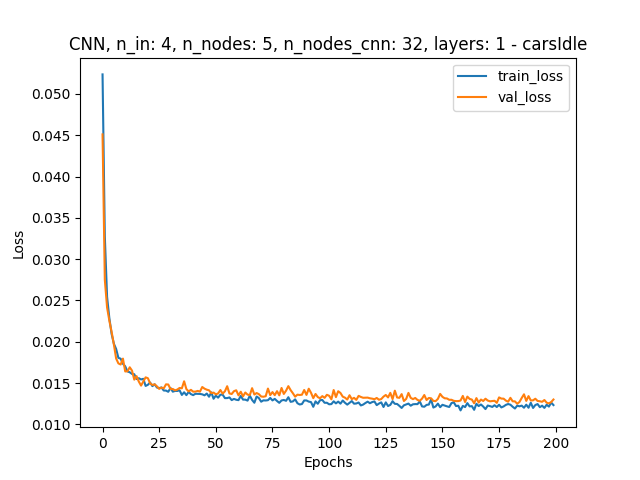 CNN, n_in: 4, n_nodes: 5, n_nodes_cnn: 32, layers: 1 - carsIdle
train_loss
val_loss
0.050
0.045
0.040
0.035
0.030
0.025
0.020
0.015
0.010
Loss
0 25 50 75 100 125 150 175 200
Epochs